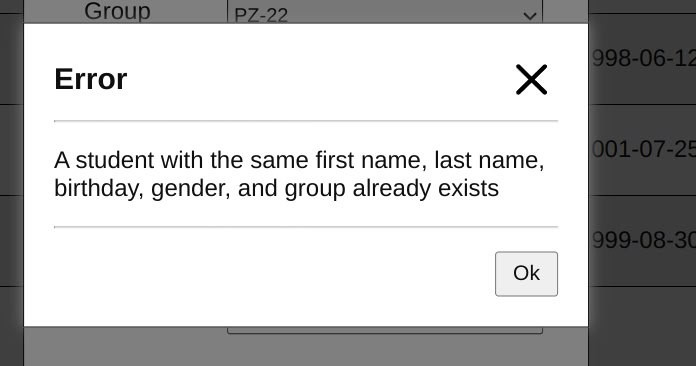 Group
PZ-22
Error
998-06-12
A student with the same first name, last name,
001-07-25
birthday, gender, and group already exists
999-08-30
Ok